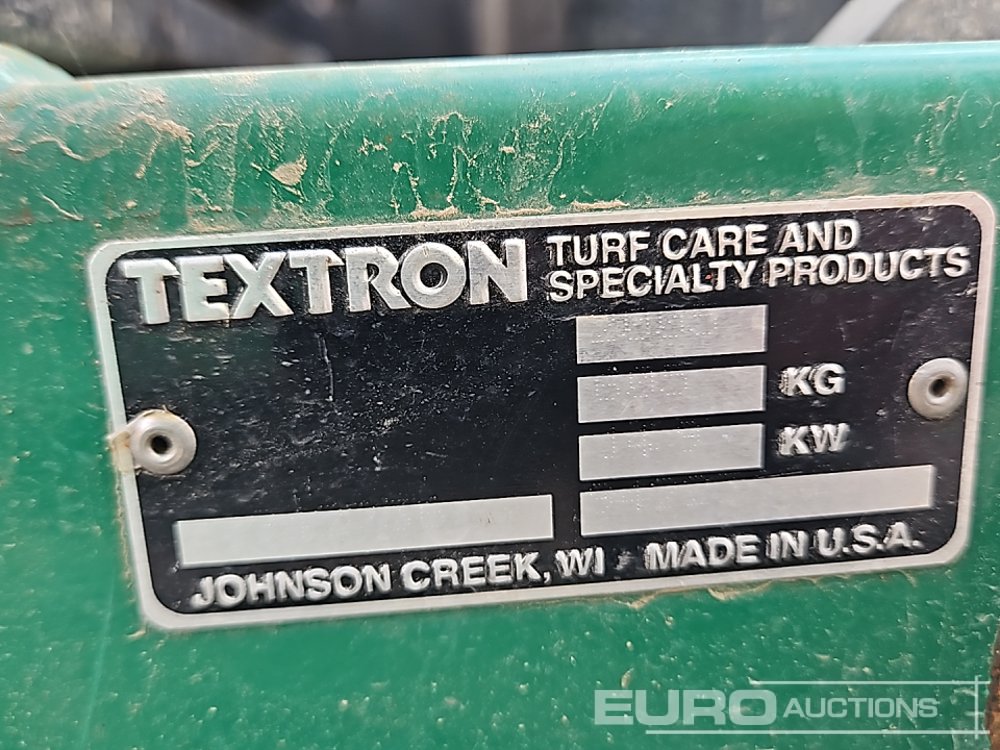 TEXTRON TURF CARE AND
SPECIALTY PRODUCTS
KG
KW
JOHNSON CREEK, WI MADE IN U.S.A.
EURO AUCTIONS